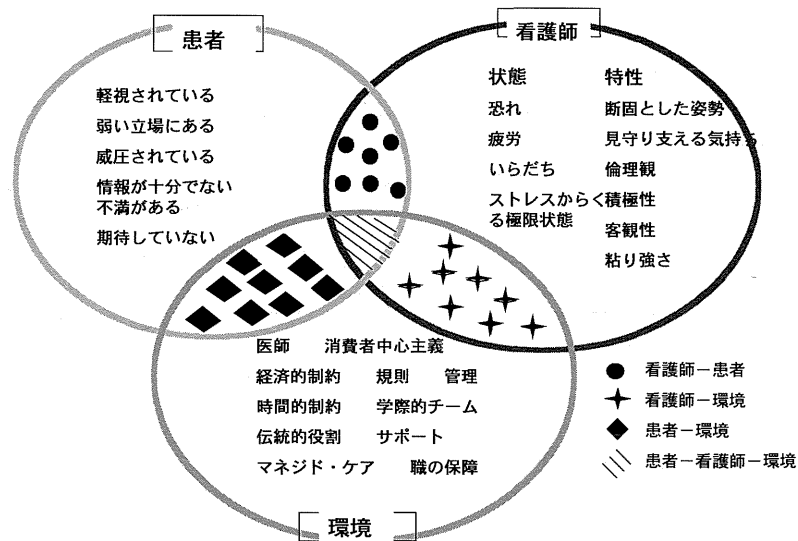 患者
軽視されている
弱い立場にある
威圧されている
情報が十分でない
不満がある
期待していない
看護師
状態
恐れ
疲労
いらだち
ストレスからく
る極限状態
特性
断固とした姿勢
見守り支える気持ち
倫理観
積極性
客観性
粘り強さ
医師 消費者中心主義
経済的制約 規則 管理
時間的制約 学際的チーム
伝統的役割 サポート
マネジド・ケア 職の保障
環境
看護師－患者
看護師－環境
患者－環境
患者－看護師－環境